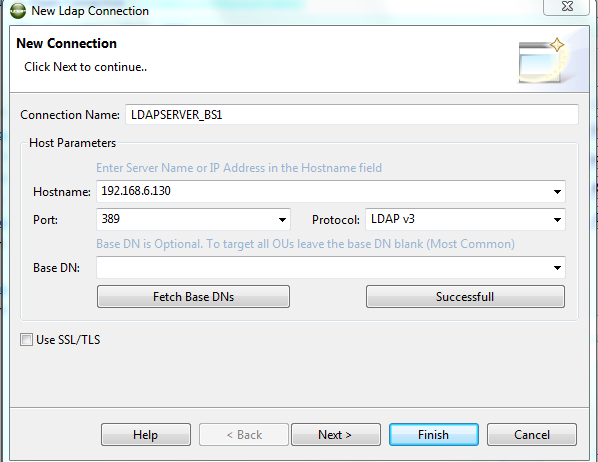 New Ldap Connection
New Connection
Click Next to continue..
Connection Name: LDAPSERVER_BS1
Host Parameters
Enter Server Name or IP Address in the Hostname field
Hostname: 192.168.6.130
Port: 389 Protocol: LDAP v3
Base DN is Optional. To target all OUs leave the base DN blank (Most Common)
Base DN:
Fetch Base DNs Successfull
Use SSL/TLS
Help < Back Next > Finish Cancel